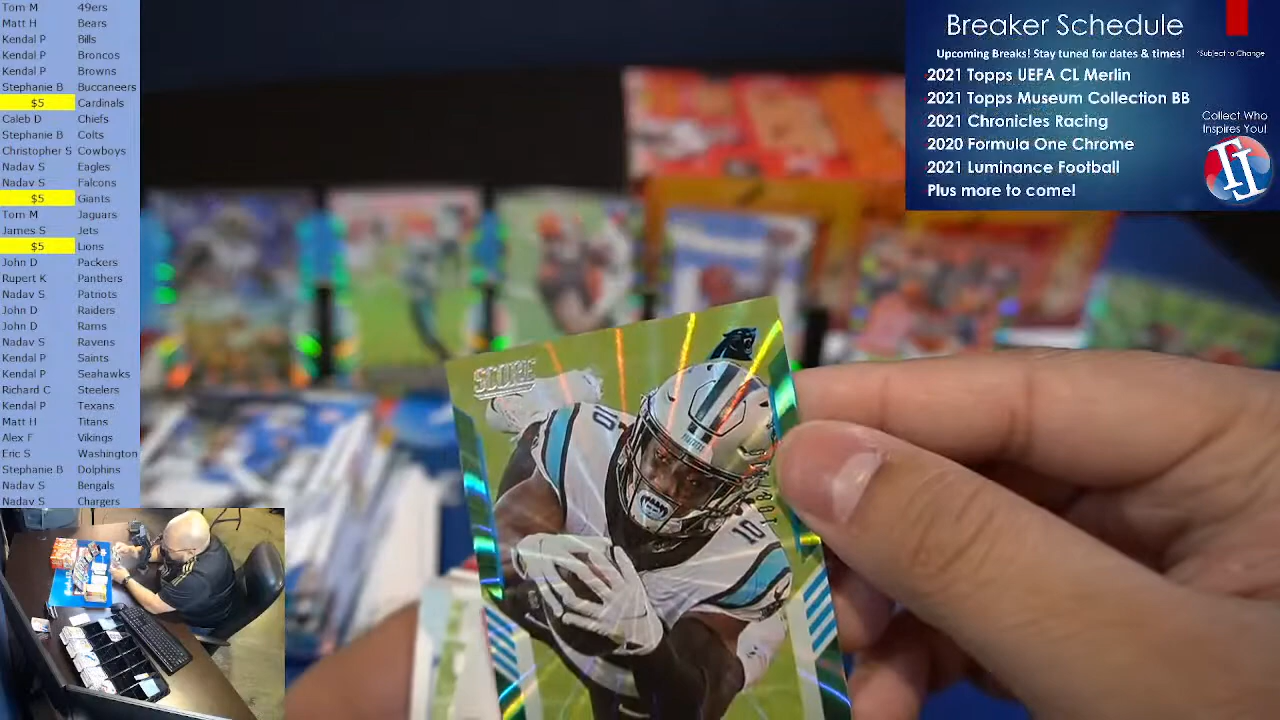 Tom M 49ers
Matt H Bears
Kendal P Bills
Kendal P Broncos
Kendal P Browns
Stephanie B Buccaneers
$5 Cardinals
Caleb D Chiefs
Stephanie B Colts
Christopher S Cowboys
Nadav S Eagles
Nadav S Falcons
$5 Giants
Tom M Jaguars
James S Jets
$5 Lions
John D Packers
Rupert K Panthers
Nadav S Patriots
John D Raiders
John D Rams
Nadav S Ravens
Kendal P Saints
Kendal P Seahawks
Richard C Steelers
Kendal P Texans
Matt H Titans
Alex F Vikings
Eric S Washington
Stephanie B Dolphins
Nadav S Bengals
Nadav S Chargers
Breaker Schedule
Upcoming Breaks! Stay tuned for dates & times!
*Subject to Change
2021 Topps UEFA CL Merlin
2021 Topps Museum Collection BB
2021 Chronicles Racing
2020 Formula One Chrome
2021 Luminance Football
Plus more to come!
Collect Who
Inspires You!
SCORE
10
10